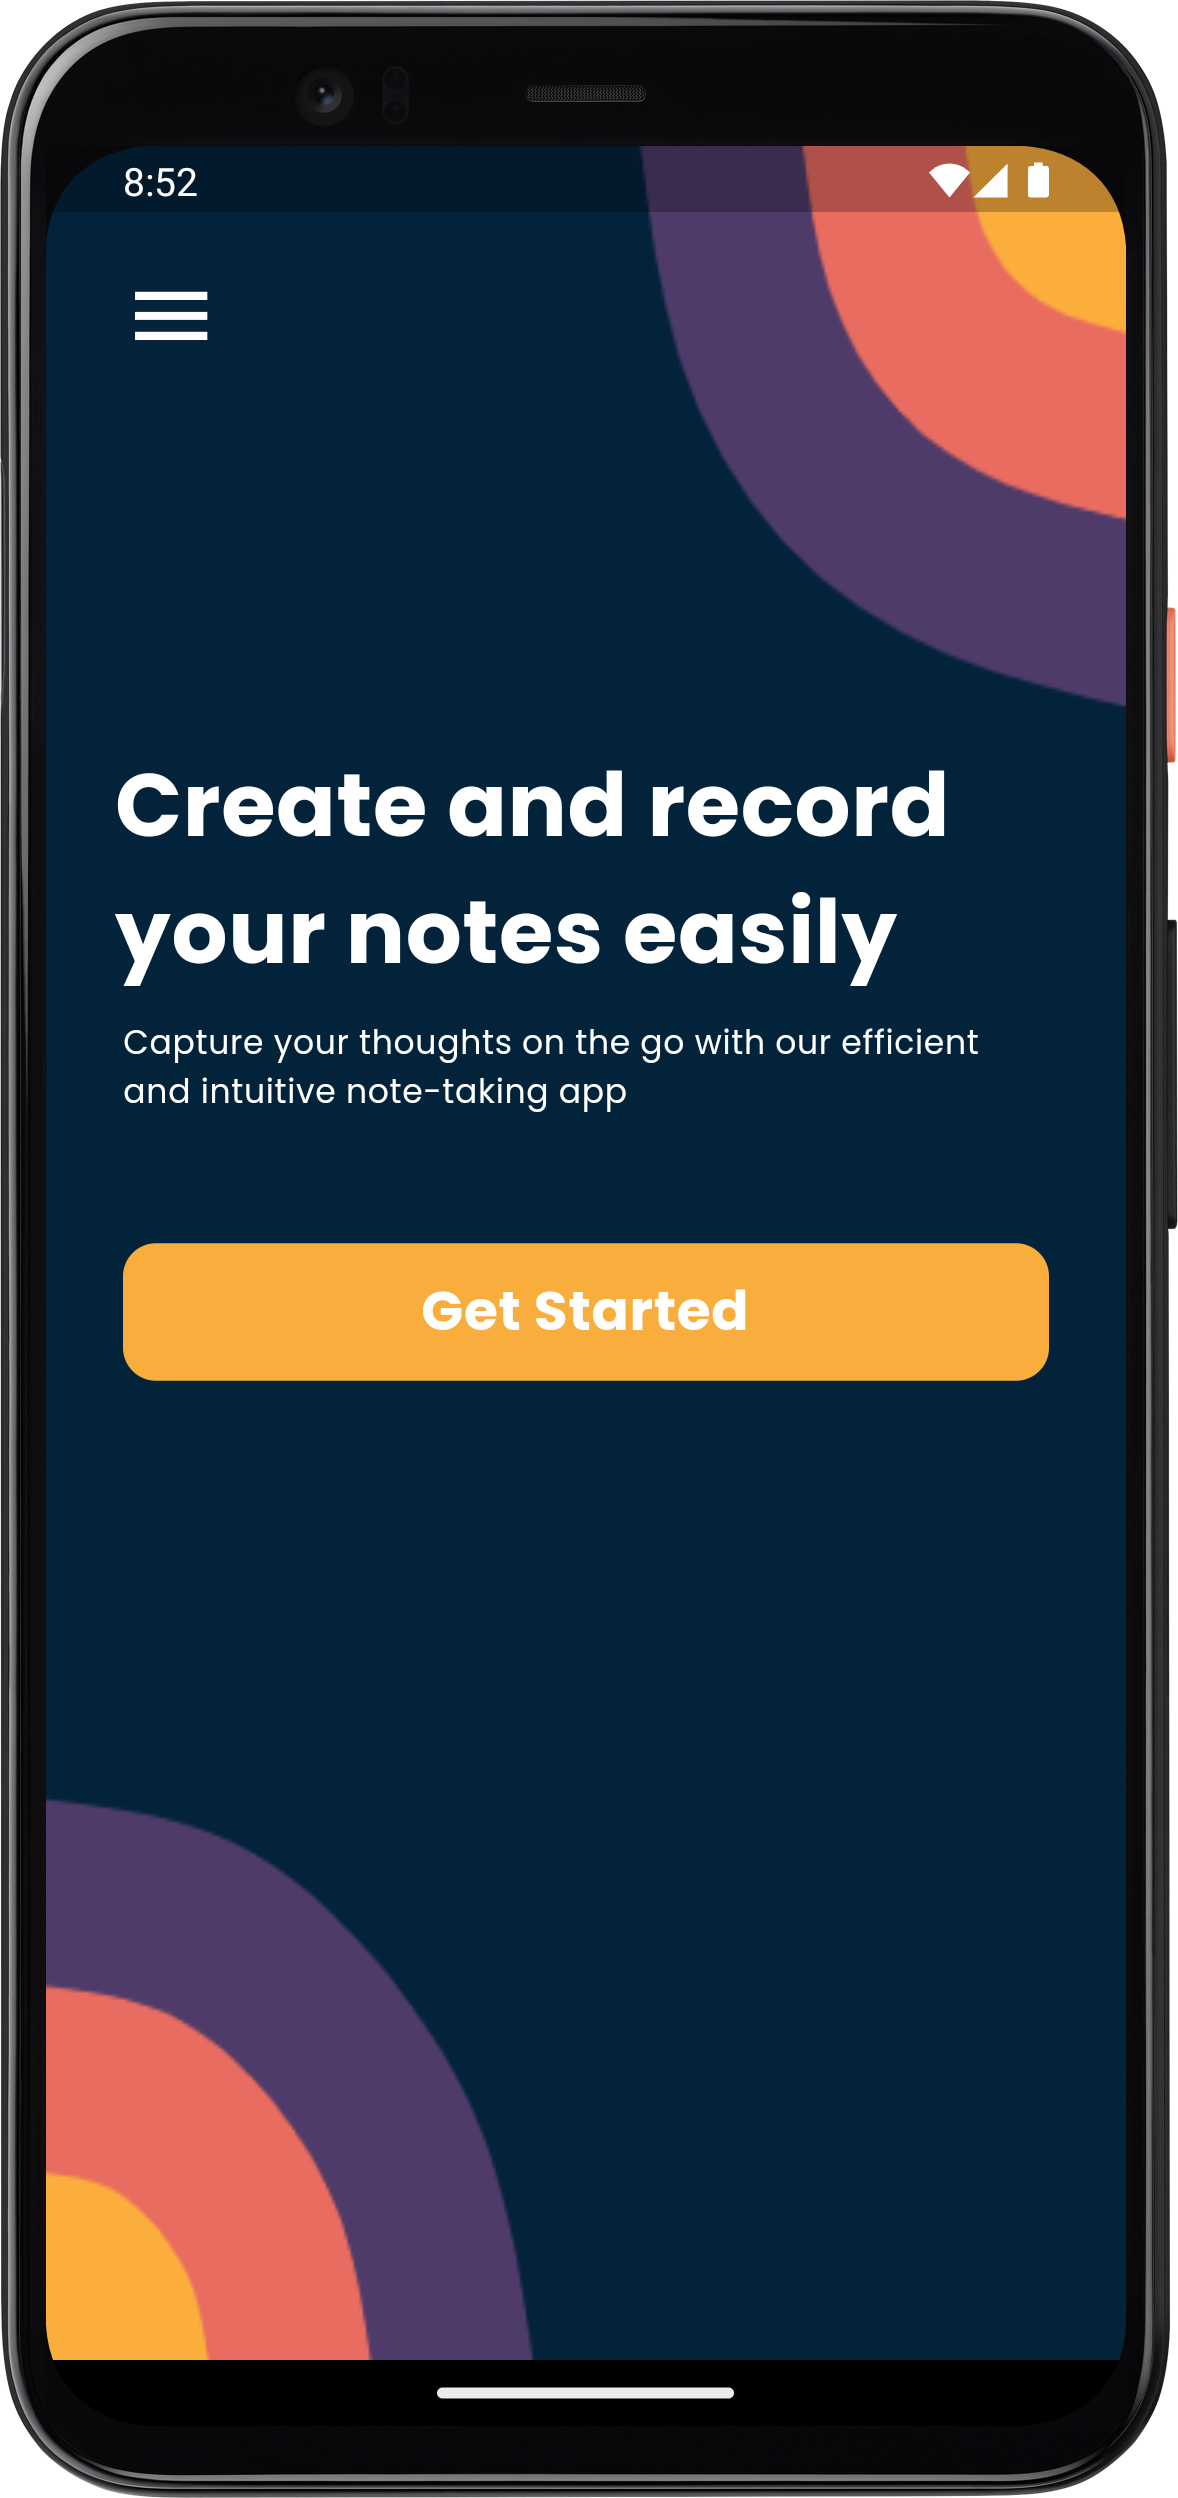 8:52
Create and record
your notes easily
Capture your thoughts on the go with our efficient
and intuitive note-taking app
Get Started